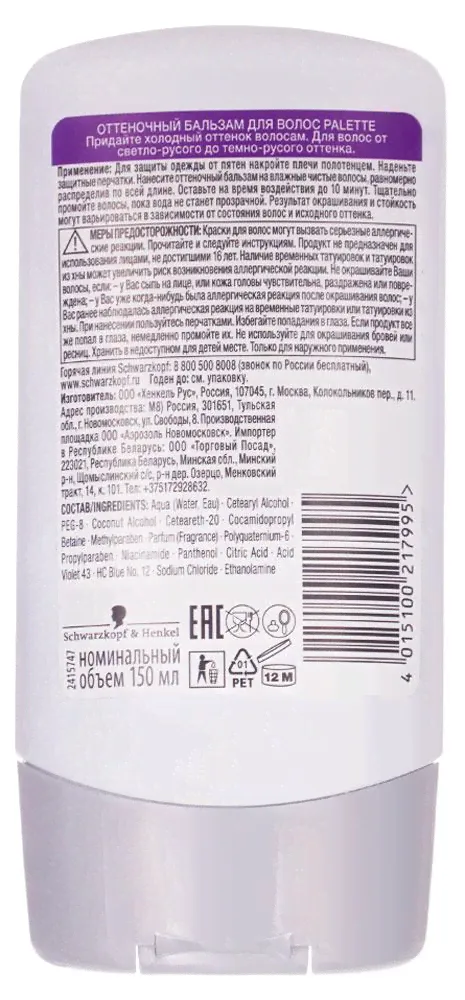 ОТТЕНОЧНЫЙ БАЛЬЗАМ ДЛЯ ВОЛОС PALETTE
Придайте холодный оттенок волосам. Для волос от
светло-русого до темно-русого оттенка.
Применение: Для защиты одежды от пятен накройте плечи полотенцем. Наденьте
защитные перчатки. Нанесите оттеночный бальзам на влажные чистые волосы, равномерно
распределив по всей длине. Оставьте на время воздействия до 10 минут. Тщательно
промойте волосы, пока вода не станет прозрачной. Результат окрашивания и стойкость
могут варьироваться в зависимости от состояния волос и исходного оттенка.
МЕРЫ ПРЕДОСТОРОЖНОСТИ: Краски для волос могут вызвать серьезные аллергиче-
ские реакции. Прочитайте и следуйте инструкциям. Продукт не предназначен для
использования лицами, не достигшими 16 лет. Наличие временных татуировок и татуировок
из хны может увеличить риск возникновения аллергической реакции. Не окрашивайте Ваши
волосы, если: – у Вас сыпь на лице, или кожа головы чувствительна, раздражена или повре-
ждена; – у Вас уже когда-нибудь была аллергическая реакция после окрашивания волос; – у
Вас ранее наблюдалась аллергическая реакция на временные татуировки или татуировки из
хны. При нанесении пользуйтесь перчатками. Избегайте попадания в глаза. Если продукт все
же попал в глаза, немедленно промойте их. Не используйте для окрашивания бровей или
ресниц. Хранить в недоступном для детей месте. Только для наружного применения.
Горячая линия Schwarzkopf: 8 800 500 8008 (звонок по России бесплатный),
www.schwarzkopf.ru Годен до: см. упаковку.
Изготовитель: ООО «Хенкель Рус», Россия, 107045, г. Москва, Колокольников пер., д. 11.
Адрес производства: М8) Россия, 301651, Тульская
обл., г. Новомосковск, ул. Свободы, 8. Производственная
площадка ООО «Аэрозоль Новомосковск». Импортер
в Республике Беларусь: ООО "Торговый Посад",
223021, Республика Беларусь, Минская обл., Минский
р-н, Щомыслинский с/с, р-н дер. Озерцо, Менковский
тракт, 14, к. 101. Тел: +375172928632.
СОСТАВ/INGREDIENTS: Aqua (Water, Eau) · Cetearyl Alcohol ·
PEG-8 · Coconut Alcohol · Ceteareth-20 · Cocamidopropyl
Betaine · Methylparaben · Parfum (Fragrance) · Polyquaternium-6 ·
Propylparaben · Niacinamide · Panthenol · Citric Acid · Acid
Violet 43 · HC Blue No. 12 · Sodium Chloride · Ethanolamine
Schwarzkopf & Henkel
EAC
2415747
номинальный
объем 150 мл
01
PET
12 M
4 015100 217995